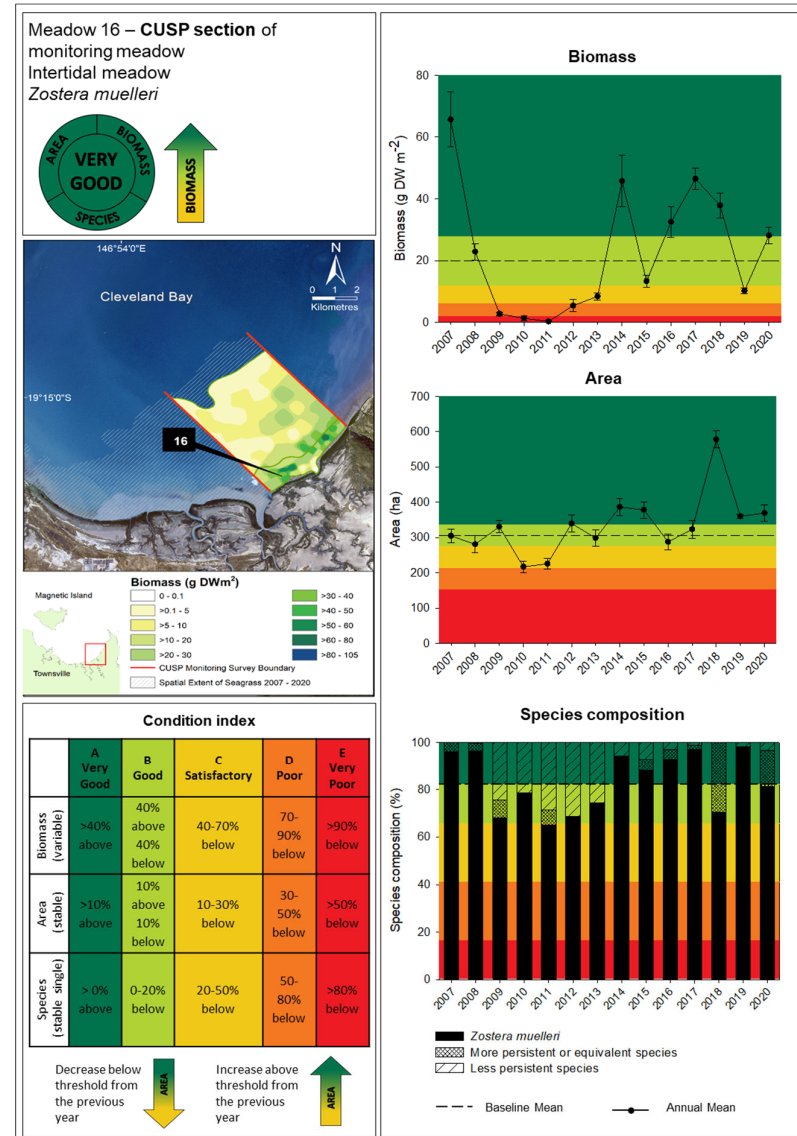 Meadow 16 – CUSP section of
monitoring meadow
Intertidal meadow
Zostera muelleri
AREA
BIOMASS
VERY
GOOD
SPECIES
BIOMASS
146°54'0"E
N
Cleveland Bay
0 1 2
Kilometres
19°15'0"S
16
Magnetic Island
Townsville
Biomass (g DWm²)
0 - 0.1
>0.1 - 5
>5 - 10
>10 - 20
>20 - 30
>30 - 40
>40 - 50
>50 - 60
>60 - 80
>80 - 105
CUSP Monitoring Survey Boundary
Spatial Extent of Seagrass 2007 - 2020
Condition index
A
Very
Good
B
Good
C
Satisfactory
D
Poor
E
Very
Poor
Biomass
(variable)
>40%
above
40%
above
40%
below
40-70%
below
70-
90%
below
>90%
below
Area
(stable)
>10%
above
10%
above
10%
below
10-30%
below
30-
50%
below
>50%
below
Species
(stable single)
> 0%
above
0-20%
below
20-50%
below
50-
80%
below
>80%
below
Decrease below
threshold from
the previous
year
AREA
Increase above
threshold from
the previous
year
AREA
Biomass
Biomass (g DW m⁻²)
80
60
40
20
0
2007 2008 2009 2010 2011 2012 2013 2014 2015 2016 2017 2018 2019 2020
Area
Area (ha)
700
600
500
400
300
200
100
0
2007 2008 2009 2010 2011 2012 2013 2014 2015 2016 2017 2018 2019 2020
Species composition
Species composition (%)
100
80
60
40
20
0
2007 2008 2009 2010 2011 2012 2013 2014 2015 2016 2017 2018 2019 2020
Zostera muelleri
More persistent or equivalent species
Less persistent species
Baseline Mean
Annual Mean